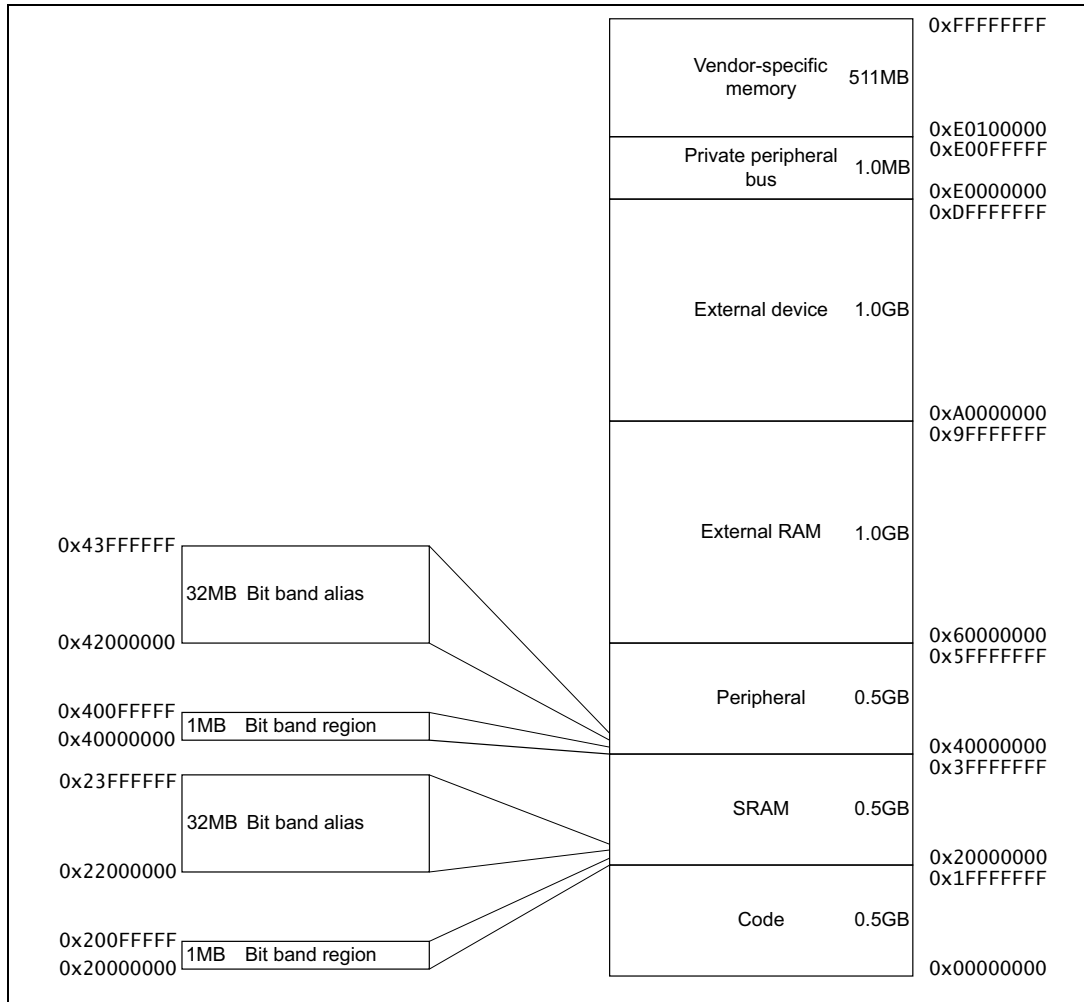 0xFFFFFFFF
Vendor-specific
memory
511MB
0xE0100000
0xE00FFFFF
Private peripheral
bus
1.0MB
0xE0000000
0xDFFFFFFF
External device 1.0GB
0xA0000000
0x9FFFFFFF
External RAM 1.0GB
0x60000000
0x5FFFFFFF
Peripheral 0.5GB
0x40000000
0x3FFFFFFF
SRAM 0.5GB
0x20000000
0x1FFFFFFF
Code 0.5GB
0x00000000
0x43FFFFFF
32MB Bit band alias
0x42000000
0x400FFFFF
1MB Bit band region
0x40000000
0x23FFFFFF
32MB Bit band alias
0x22000000
0x200FFFFF
1MB Bit band region
0x20000000